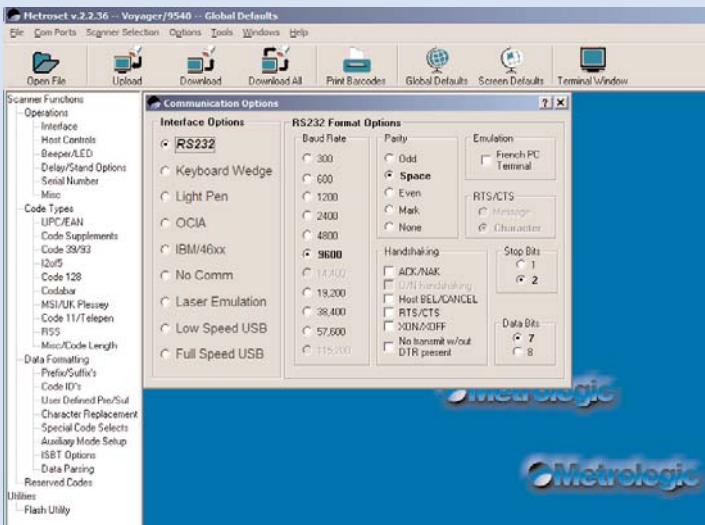 Metroset v.2.2.36 -- Voyager/9540 -- Global Defaults
File Com Ports Scanner Selection Options Tools Windows Help
Open File Upload Download Download All Print Barcodes Global Defaults Screen Defaults Terminal Window
Scanner Functions
Operations
Interface
Host Controls
Beeper/LED
Delay/Stand Options
Serial Number
Misc
Code Types
UPC/EAN
Code Supplements
Code 39/93
I2of5
Code 128
Codabar
MSI/UK Plessey
Code 11/Telepen
RSS
Misc/Code Length
Data Formatting
Prefix/Suffix's
Code ID's
User Defined Pre/Suf
Character Replacement
Special Code Selects
Auxiliary Mode Setup
ISBT Options
Data Parsing
Reserved Codes
Utilities
Flash Utility
Communication Options
Interface Options
RS232
Keyboard Wedge
Light Pen
OCIA
IBM/46xx
No Comm
Laser Emulation
Low Speed USB
Full Speed USB
RS232 Format Options
Baud Rate
300
600
1200
2400
4800
9600
14,400
19,200
38,400
57,600
115,200
Parity
Odd
Space
Even
Mark
None
Handshaking
ACK/NAK
D/N handshaking
Host BEL/CANCEL
RTS/CTS
XON/XOFF
No transmit w/out
DTR present
Emulation
French PC
Terminal
RTS/CTS
Message
Character
Stop Bits
1
2
Data Bits
7
8
Metrologic
Metrologic